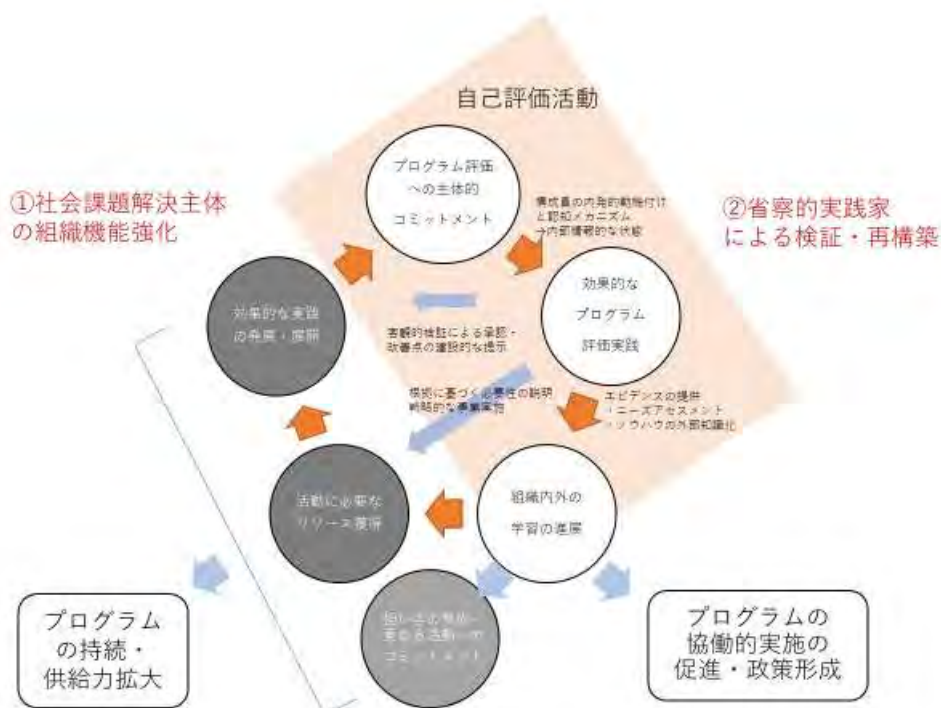 自己評価活動
①社会課題解決主体
の組織機能強化
プログラム評価
への主体的
コミットメント
構成員の内発的動機付け
と認知メカニズム
→内部情報的な状態
②省察的実践家
による検証・再構築
効果的な実践
の発展・展開
効果的な
プログラム
評価実践
客観的検証による承認・
改善点の建設的な提示
根拠に基づく必要性の説明
戦略的な事業実施
エビデンスの提供
・ニーズアセスメント
・ノウハウの外部知識化
活動に必要な
リソース獲得
組織内外の
学習の進展
コミットメント
プログラム
の持続・
供給力拡大
プログラムの
協働的実施の
促進・政策形成